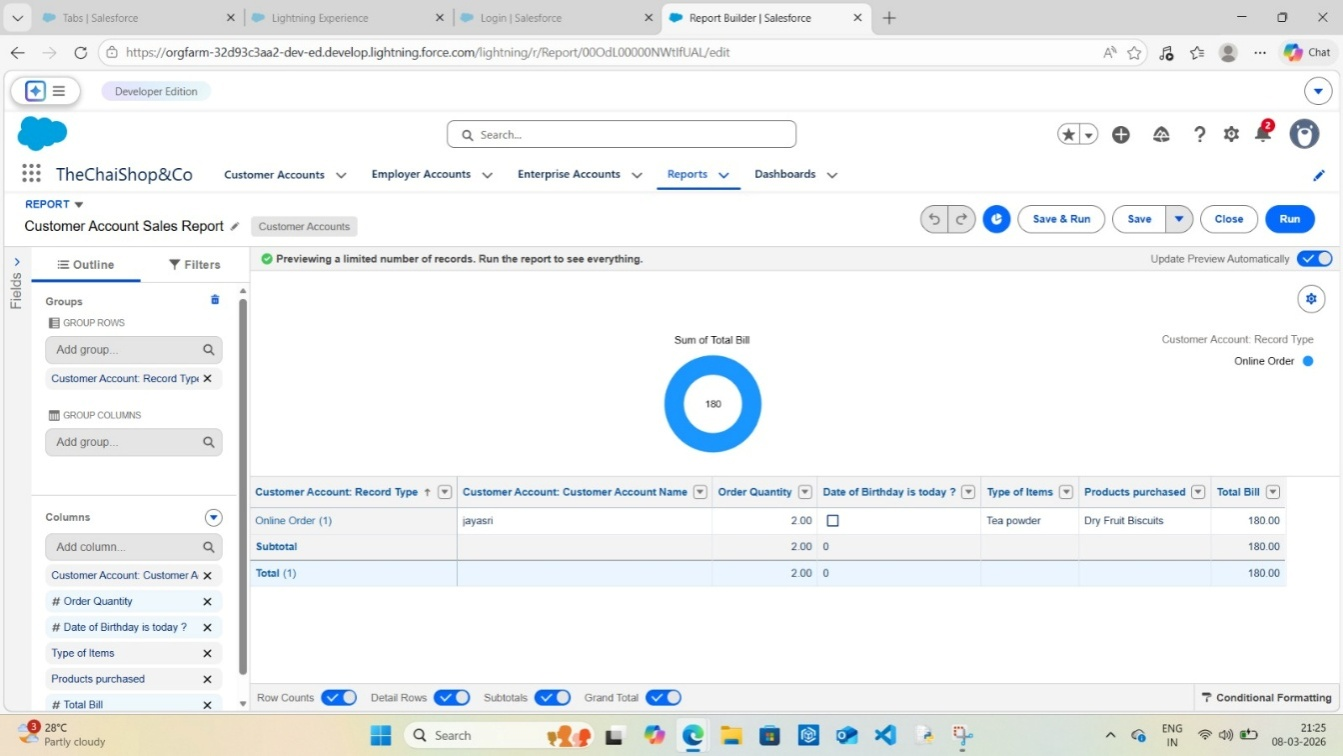 Tabs | Salesforce
Lightning Experience
Login | Salesforce
Report Builder | Salesforce
https://orgfarm-32d93c3aa2-dev-ed.develop.lightning.force.com/lightning/r/Report/00OdL00000NWtIfUAL/edit
Chat
Developer Edition
Search...
2
TheChaiShop&Co
Customer Accounts
Employer Accounts
Enterprise Accounts
Reports
Dashboards
REPORT
Customer Account Sales Report
Customer Accounts
Save & Run
Save
Close
Run
Fields
Outline
Filters
Previewing a limited number of records. Run the report to see everything.
Update Preview Automatically
Groups
GROUP ROWS
Add group...
Customer Account: Record Type
GROUP COLUMNS
Add group...
Sum of Total Bill
180
Customer Account: Record Type
Online Order
Customer Account: Record Type ↑ Customer Account: Customer Account Name Order Quantity Date of Birthday is today ? Type of Items Products purchased Total Bill
Online Order (1) jayasri 2.00 Tea powder Dry Fruit Biscuits 180.00
Subtotal 2.00 0 180.00
Total (1) 2.00 0 180.00
Columns
Add column...
Customer Account: Customer A
# Order Quantity
# Date of Birthday is today ?
Type of Items
Products purchased
# Total Bill
Row Counts
Detail Rows
Subtotals
Grand Total
Conditional Formatting
3
28°C
Partly cloudy
Search
ENG
IN
21:25
08-03-2026